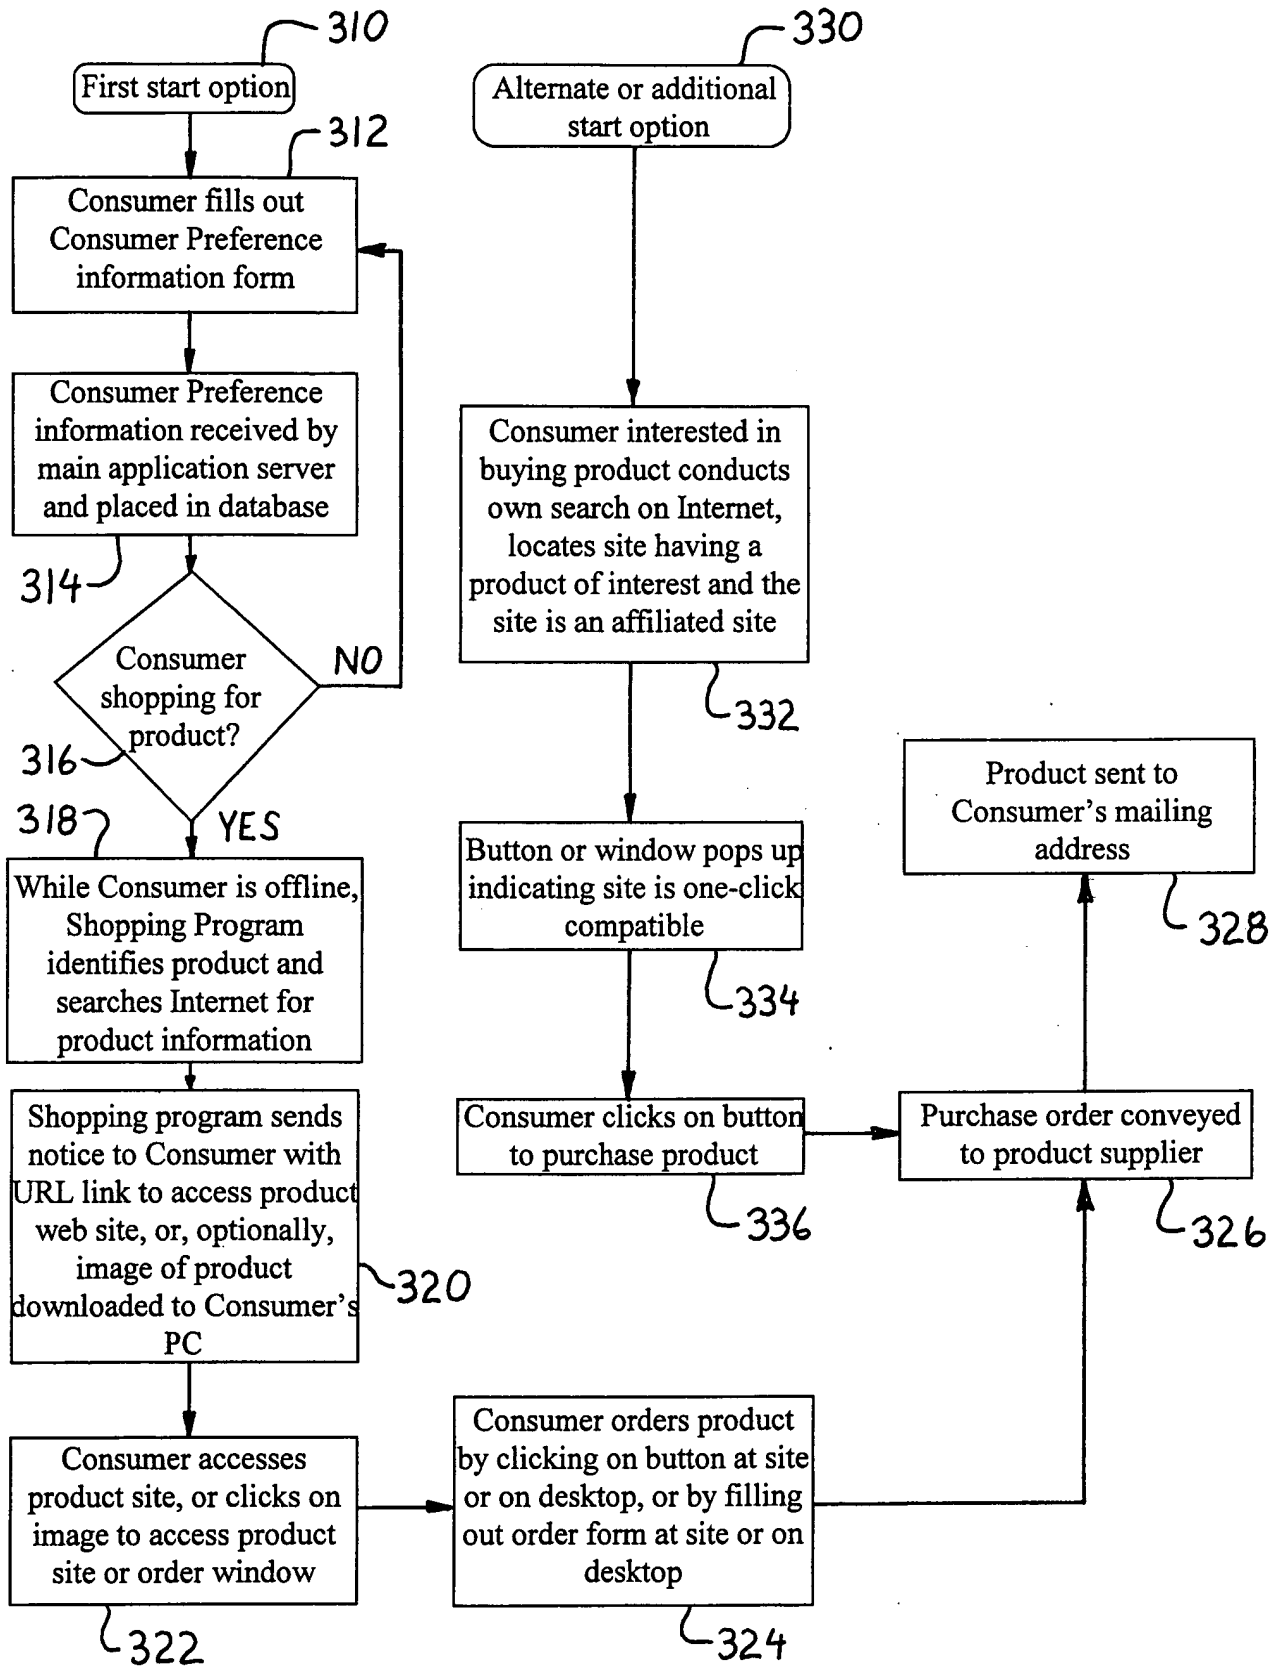 310
First start option
312
Consumer fills out
Consumer Preference
information form
Consumer Preference
information received by
main application server
and placed in database
314
Consumer
shopping for
product?
316
NO
YES
318
While Consumer is offline,
Shopping Program
identifies product and
searches Internet for
product information
Shopping program sends
notice to Consumer with
URL link to access product
web site, or, optionally,
image of product
downloaded to Consumer's
PC
320
Consumer accesses
product site, or clicks on
image to access product
site or order window
322
Consumer orders product
by clicking on button at site
or on desktop, or by filling
out order form at site or on
desktop
324
330
Alternate or additional
start option
Consumer interested in
buying product conducts
own search on Internet,
locates site having a
product of interest and the
site is an affiliated site
332
Button or window pops up
indicating site is one-click
compatible
334
Consumer clicks on button
to purchase product
336
Purchase order conveyed
to product supplier
326
Product sent to
Consumer's mailing
address
328